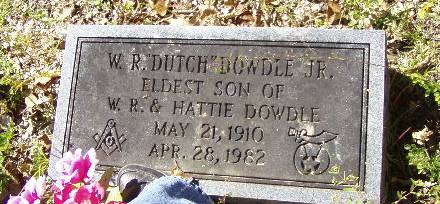 W. R. "DUTCH" DOWDLE JR.
ELDEST SON OF
W. R. & HATTIE DOWDLE
MAY 21, 1910
APR. 28, 1982